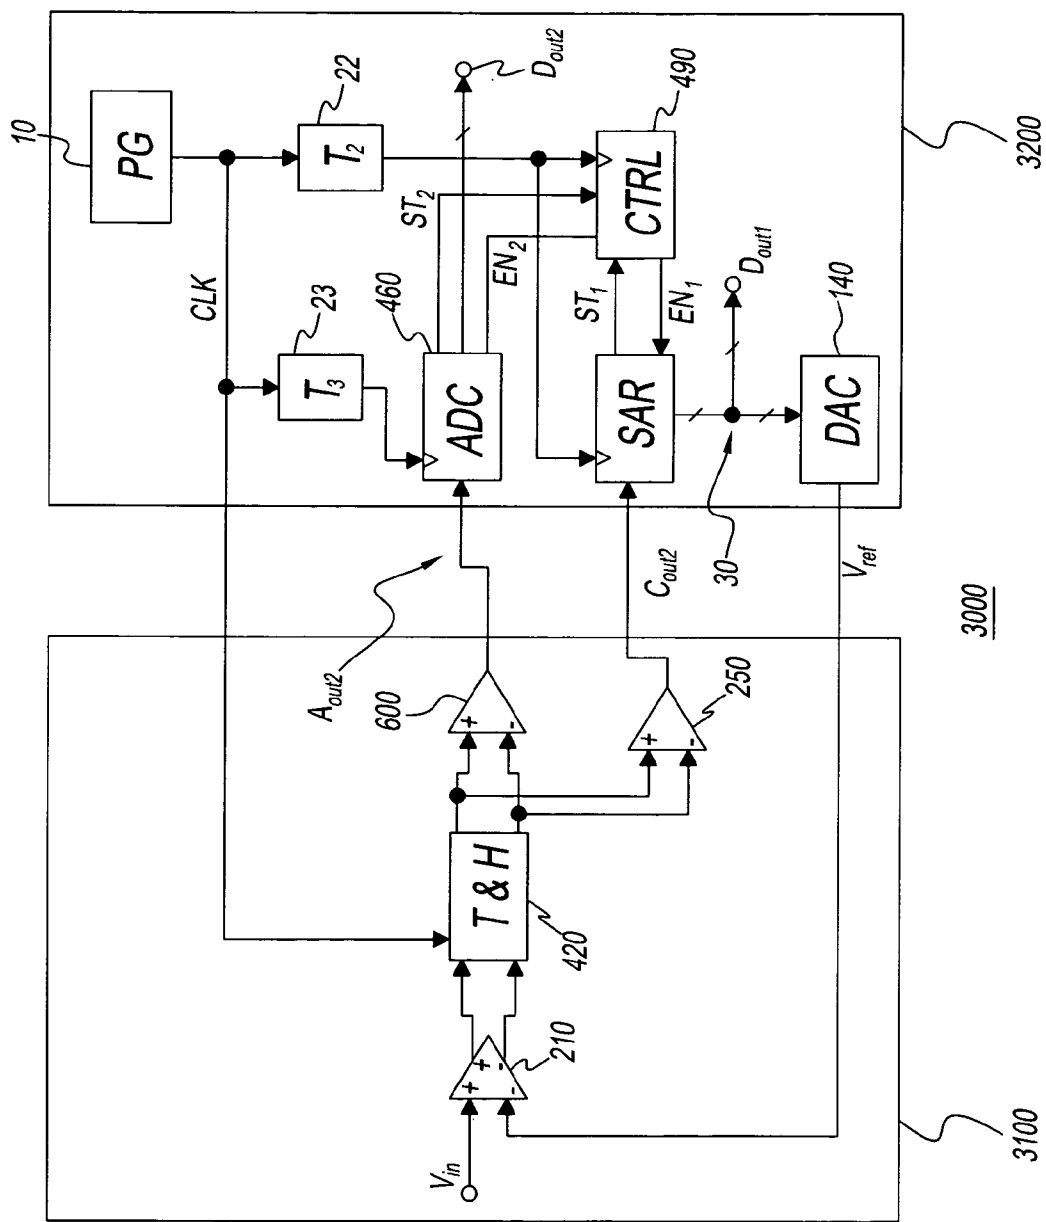 10
PG
22
T2
CLK
23
T3
460
ADC
ST2
EN2
Dout2
490
CTRL
ST1
EN1
SAR
30
Dout1
140
DAC
3200
Aout2
Cout2
Vref
3000
600
+
-
250
+
-
T & H
420
210
+
-
+
-
Vin
3100